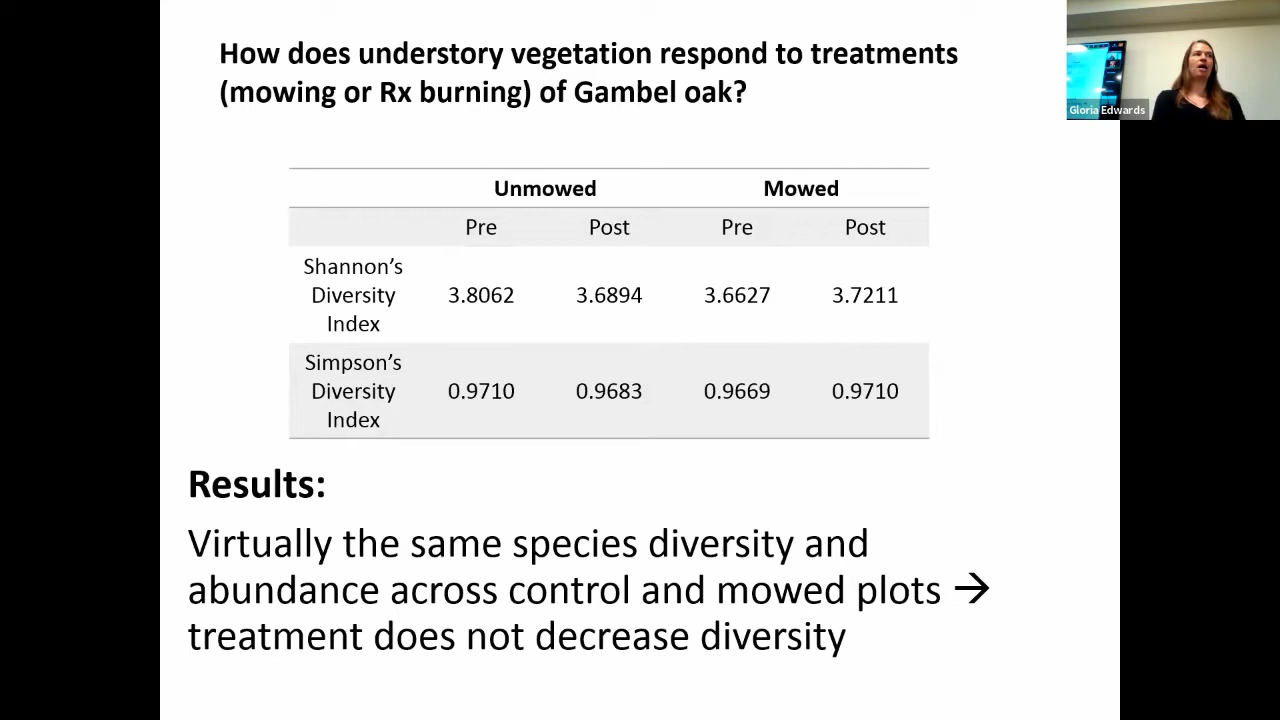 How does understory vegetation respond to treatments
(mowing or Rx burning) of Gambel oak?
Gloria Edwards
Unmowed Mowed
Pre Post Pre Post
Shannon’s
Diversity
Index
3.8062 3.6894 3.6627 3.7211
Simpson’s
Diversity
Index
0.9710 0.9683 0.9669 0.9710
Results:
Virtually the same species diversity and
abundance across control and mowed plots →
treatment does not decrease diversity